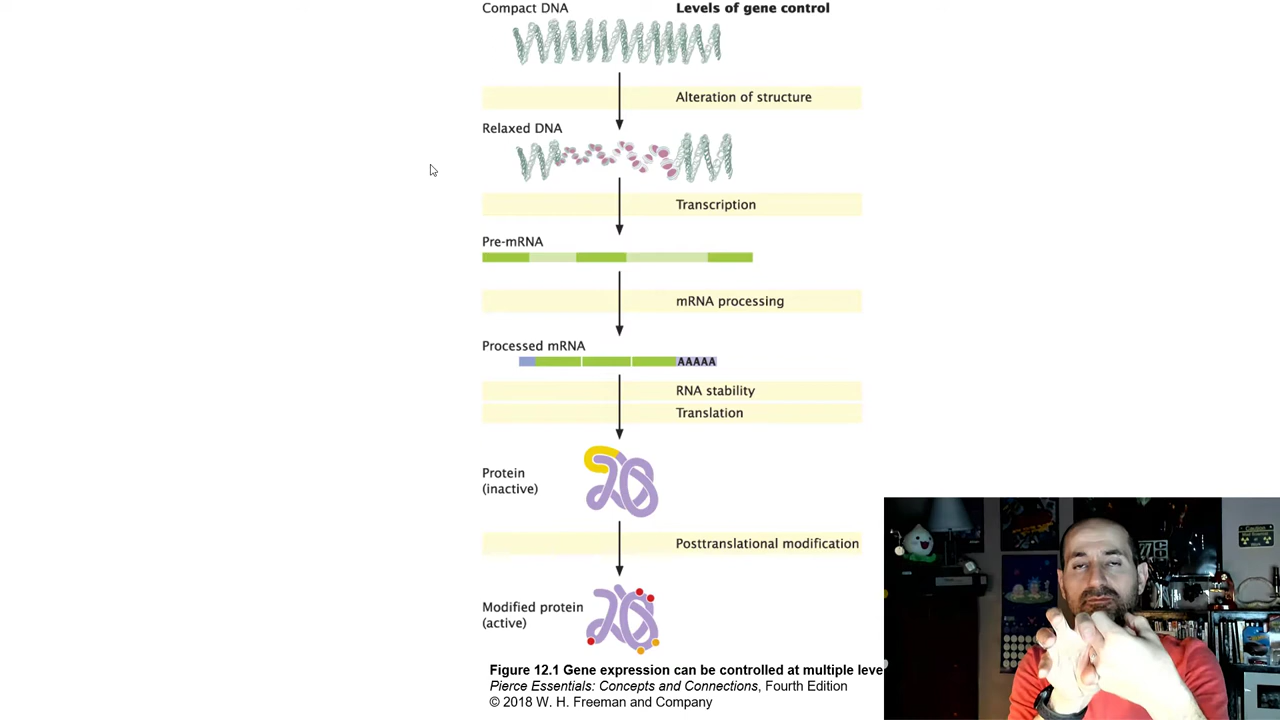 Compact DNA
Levels of gene control
Alteration of structure
Relaxed DNA
Transcription
Pre-mRNA
mRNA processing
Processed mRNA
AAAAA
RNA stability
Translation
Protein
(inactive)
Posttranslational modification
Modified protein
(active)
Figure 12.1 Gene expression can be controlled at multiple leve
Pierce Essentials: Concepts and Connections, Fourth Edition
© 2018 W. H. Freeman and Company